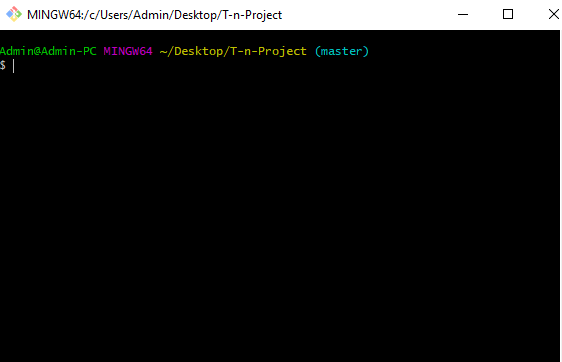 MINGW64:/c/Users/Admin/Desktop/T-n-Project
Admin@Admin-PC MINGW64 ~/Desktop/T-n-Project (master)
$